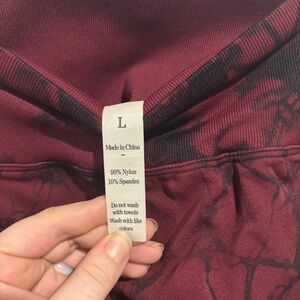 L
Made in China
-
90% Nylon
10% Spandex
Do not wash
with towels
Wash with like
colors